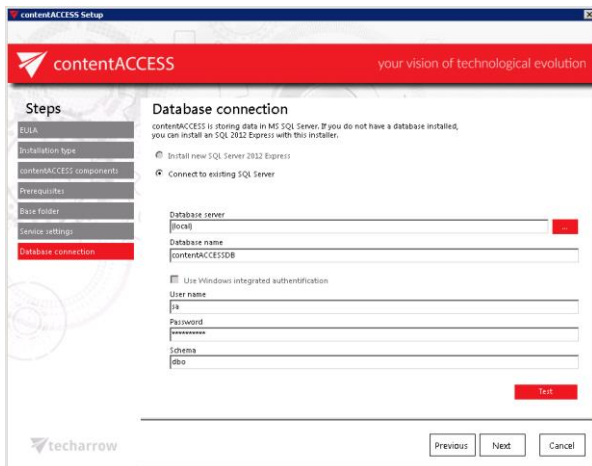 contentACCESS Setup
contentACCESS
your vision of technological evolution
Steps
EULA
Installation type
contentACCESS components
Prerequisites
Base folder
Service settings
Database connection
Database connection
contentACCESS is storing data in MS SQL Server. If you do not have a database installed,
you can install an SQL 2012 Express with this installer.
Install new SQL Server 2012 Express
Connect to existing SQL Server
Database server
(local)
...
Database name
contentACCESSDB
Use Windows integrated authentification
User name
sa
Password
**********
Schema
dbo
Test
techarrow
Previous
Next
Cancel